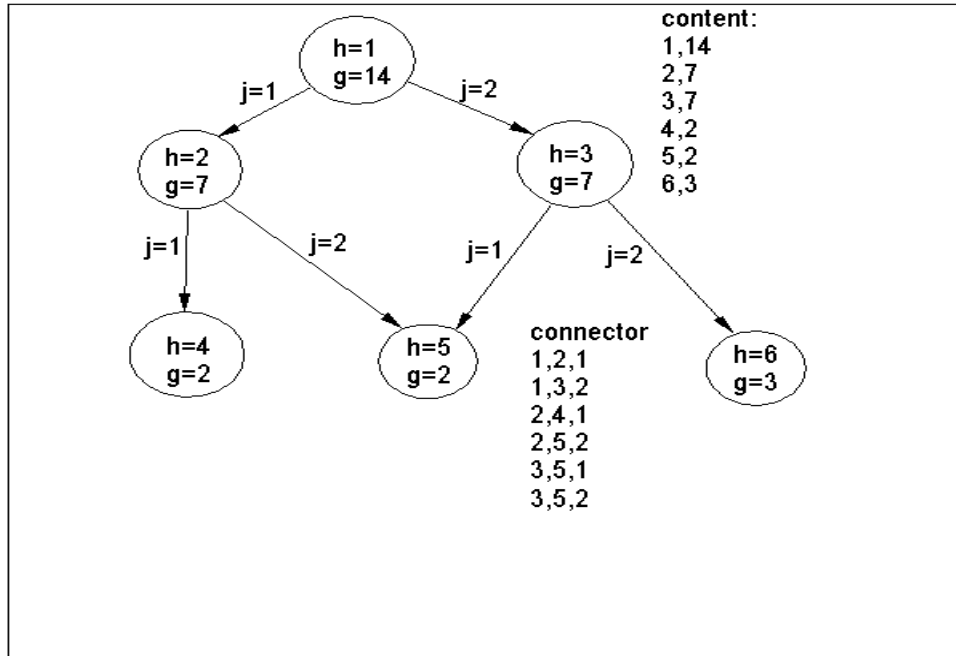 h=1
g=14
j=1
j=2
h=2
g=7
h=3
g=7
j=1
j=2
j=1
j=2
h=4
g=2
h=5
g=2
h=6
g=3
content:
1,14
2,7
3,7
4,2
5,2
6,3
connector
1,2,1
1,3,2
2,4,1
2,5,2
3,5,1
3,5,2